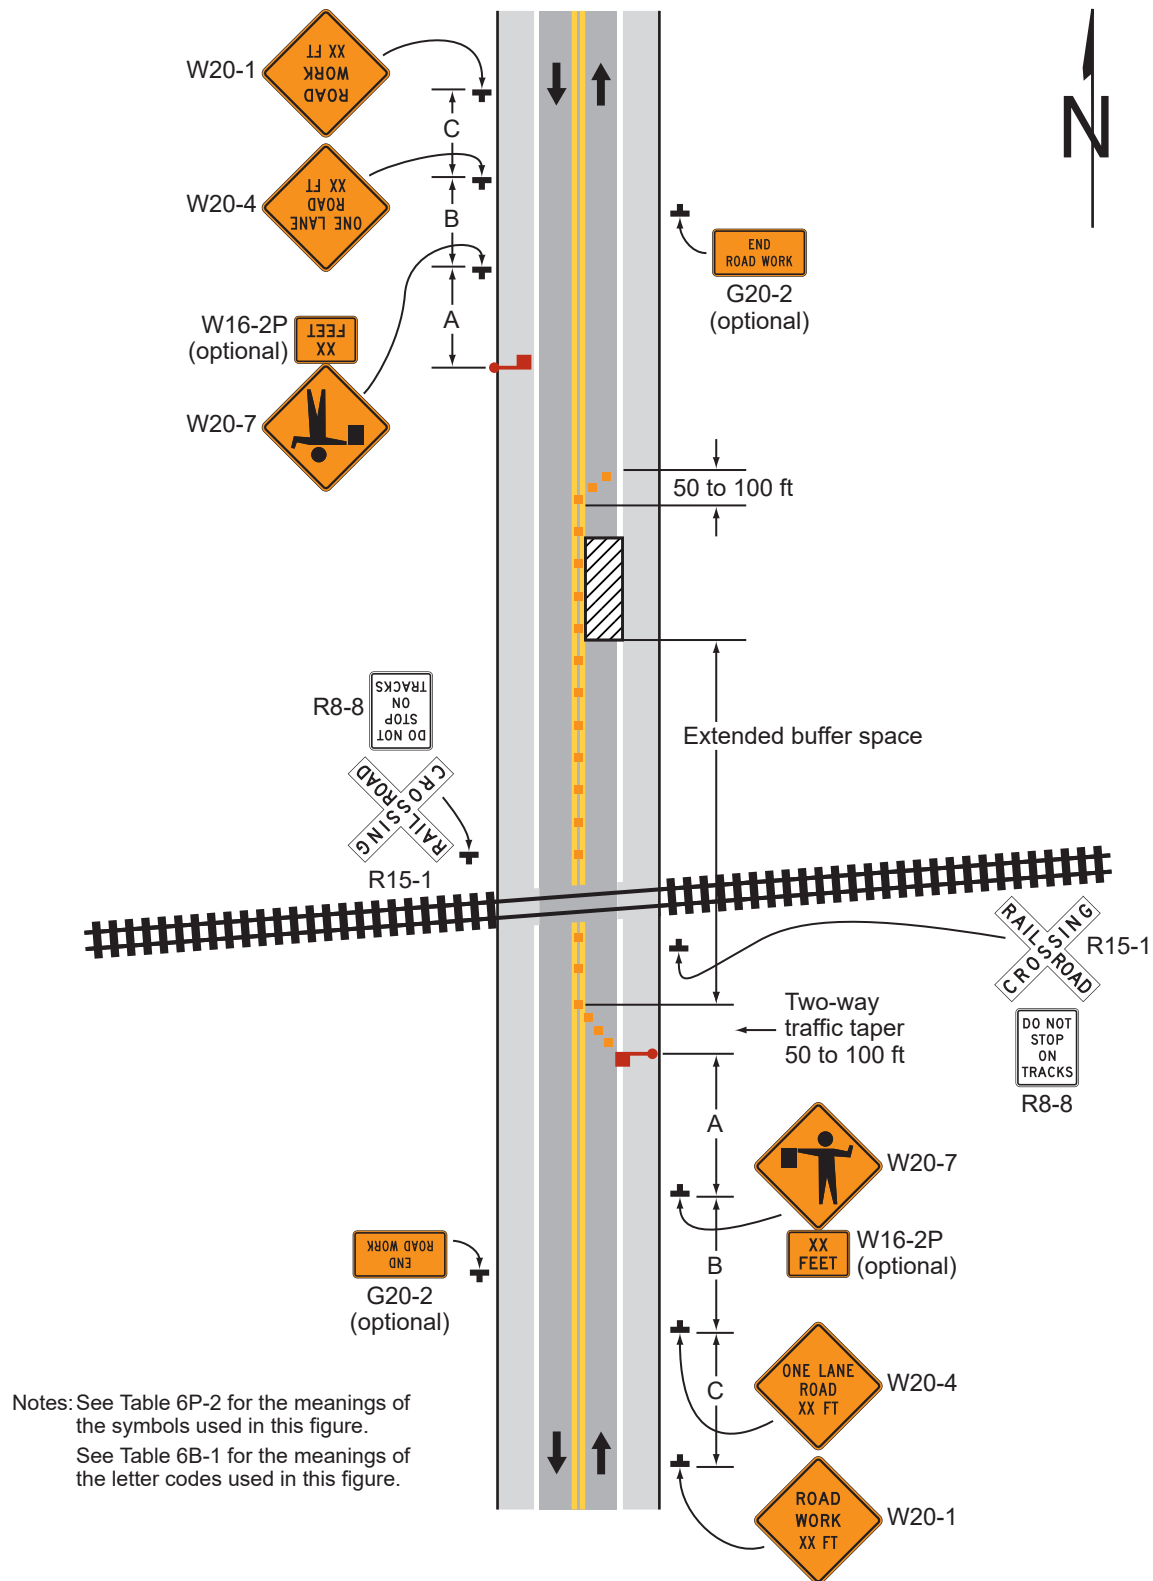 W20-1
ROAD
WORK
XX FT
C
W20-4
ONE LANE
ROAD
XX FT
B
W16-2P
(optional)
XX
FEET
A
W20-7
N
END
ROAD WORK
G20-2
(optional)
50 to 100 ft
R8-8
DO NOT
STOP
ON
TRACKS
Extended buffer space
RAILROAD
CROSSING
R15-1
RAILROAD
CROSSING
R15-1
Two-way
traffic taper
50 to 100 ft
DO NOT
STOP
ON
TRACKS
R8-8
A
W20-7
XX
FEET
W16-2P
(optional)
B
END
ROAD WORK
G20-2
(optional)
ONE LANE
ROAD
XX FT
W20-4
C
Notes: See Table 6P-2 for the meanings of
the symbols used in this figure.
See Table 6B-1 for the meanings of
the letter codes used in this figure.
ROAD
WORK
XX FT
W20-1